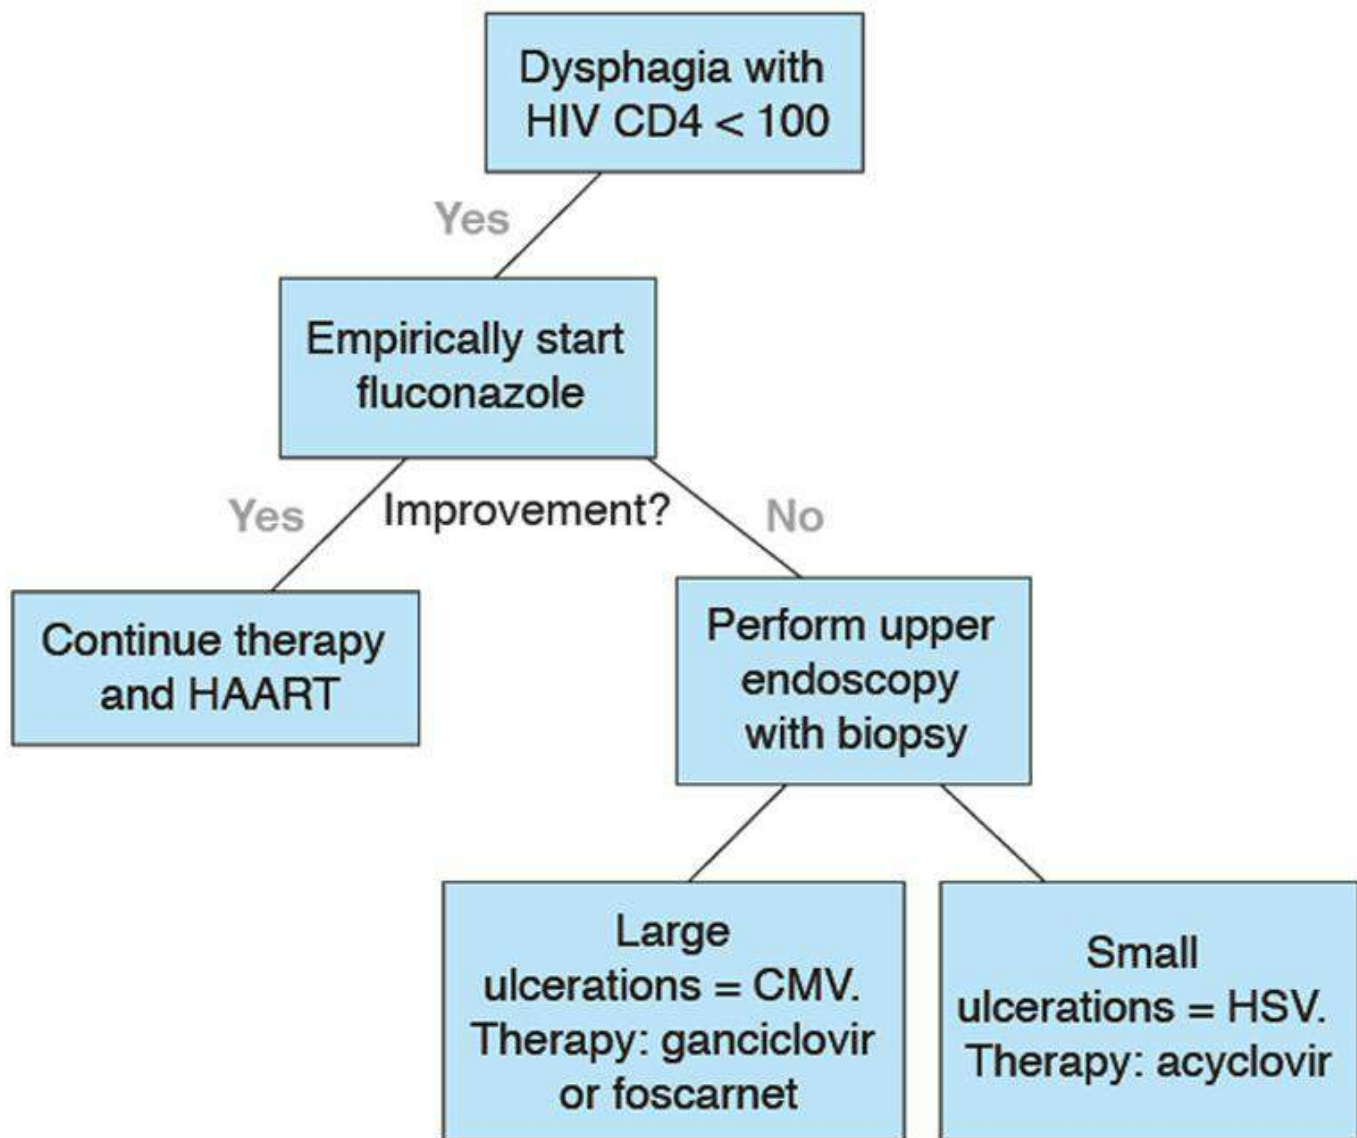 Dysphagia with
HIV CD4 < 100
Yes
Empirically start
fluconazole
Yes
Improvement?
No
Continue therapy
and HAART
Perform upper
endoscopy
with biopsy
Large
ulcerations = CMV.
Therapy: ganciclovir
or foscarnet
Small
ulcerations = HSV.
Therapy: acyclovir